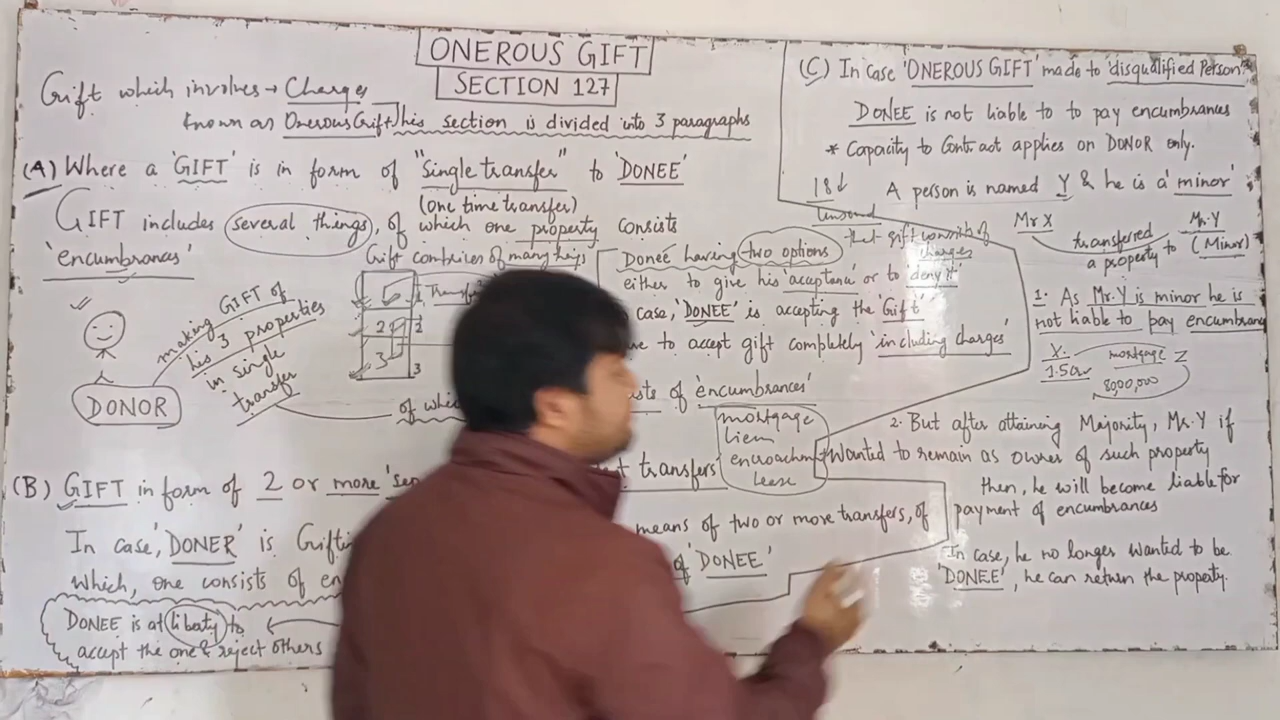 ONEROUS GIFT
SECTION 127
Gift which involves → Charges
Known as Onerous Gift
This section is divided into 3 paragraphs
(A) Where a 'GIFT' is in form of "Single transfer" to 'DONEE'
(One time transfer)
GIFT includes several things, of which one property consists
'encumbrances'
Gift comprises of many
making GIFT of
his 3 properties
in single
transfer
DONOR
1
2
3
2
3
of
Donee having two options
either to give his 'acceptance' or to 'deny it'
case, 'DONEE' is accepting the 'Gift'
to accept gift completely 'including charges'
of 'encumbrances'
mortgage
lien
encroachment
lease
(B) GIFT in form of 2 or more
transfers'
In case, 'DONER' is
means of two or more transfers, of
which, one consists of
of 'DONEE'
DONEE is at liberty to
accept the one & reject others
(C) In case 'ONEROUS GIFT' made to 'disqualified Person'
DONEE is not liable to to pay encumbrances
* Capacity to Contract applies on DONOR only.
18↓
A person is named Y & he is a 'minor'
that gift consists of
charges
Mr X
Mr. Y
(Minor)
transferred
a property to
1. As Mr. Y is minor he is
not liable to pay
X.
1.5 Cr
mortgage
Z
2. But after attaining Majority, Mr. Y if
Wanted to remain as owner of such property
then, he will become liable for
payment of encumbrances
In case, he no longer wanted to be
'DONEE', he can return the property.